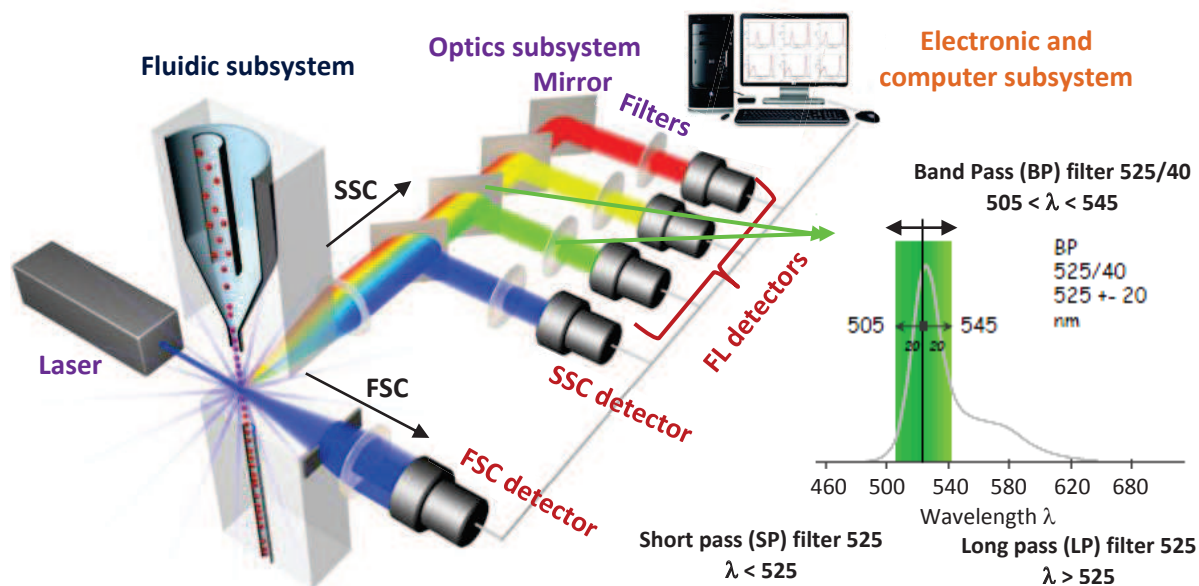 Fluidic subsystem
Optics subsystem
Mirror
Filters
Electronic and
computer subsystem
SSC
Laser
FSC
FSC detector
SSC detector
FL detectors
Band Pass (BP) filter 525/40
505 < λ < 545
BP
525/40
525 +- 20
nm
505
545
20
20
460
500
540
580
620
680
Wavelength λ
Short pass (SP) filter 525
λ < 525
Long pass (LP) filter 525
λ > 525